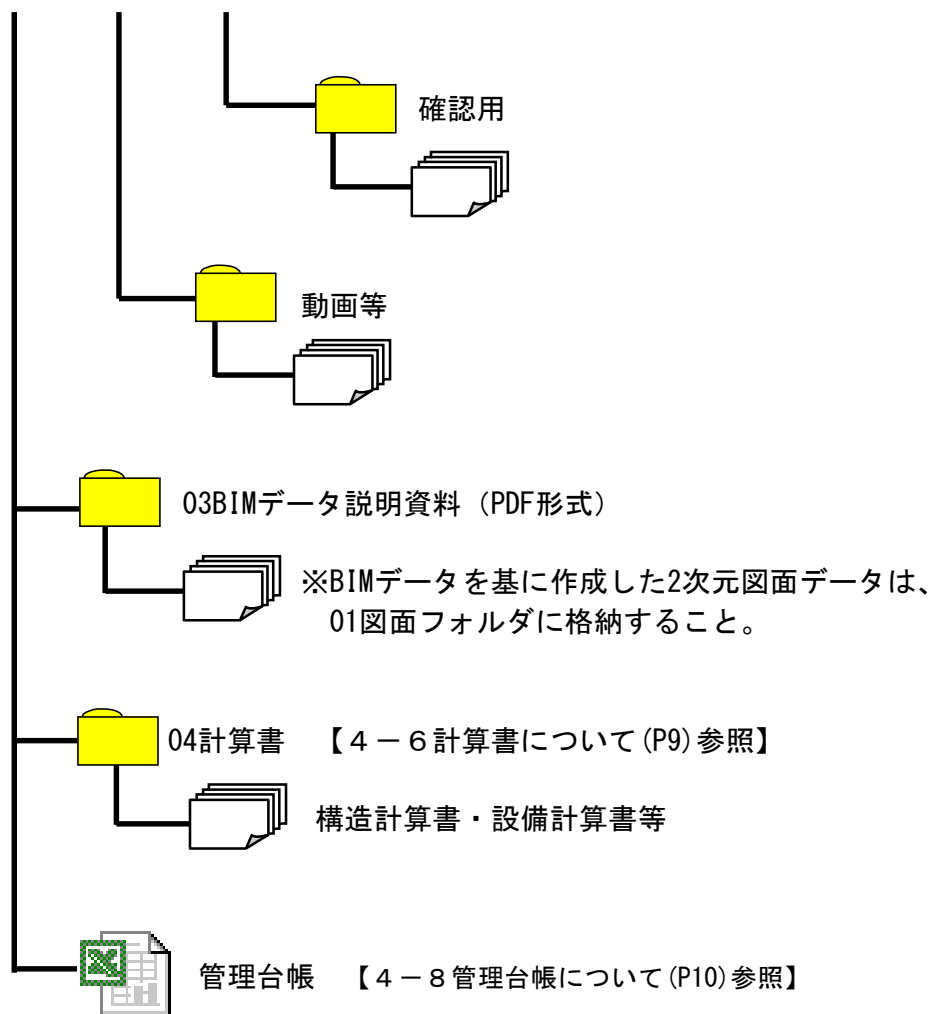 確認用
動画等
03BIMデータ説明資料（PDF形式）
※BIMデータを基に作成した2次元図面データは、
01図面フォルダに格納すること。
04計算書　【４－６計算書について(P9)参照】
構造計算書・設備計算書等
管理台帳　【４－８管理台帳について(P10)参照】